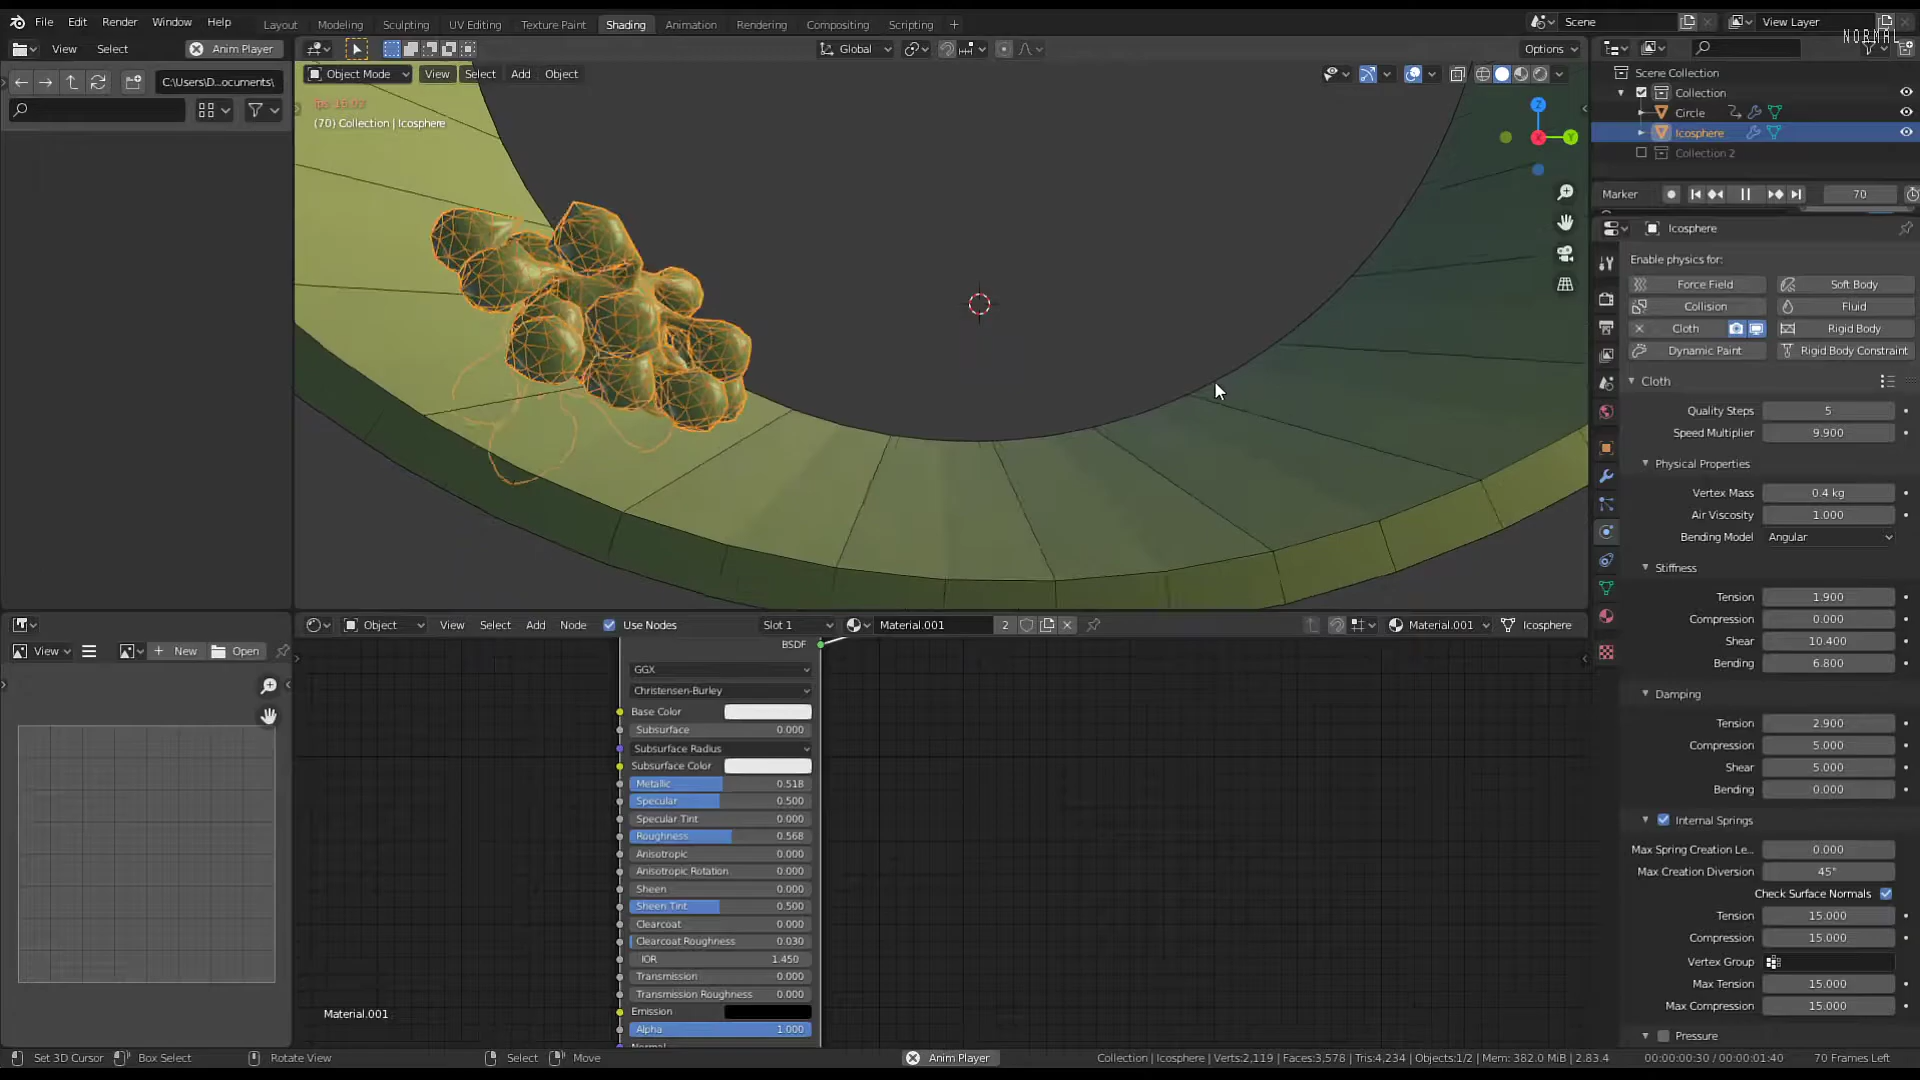 File Edit Render Window Help Layout Modeling Sculpting UV Editing Texture Paint Shading Animation Rendering Compositing Scripting + Scene View Layer
NORMAL
View Select Anim Player Global Options
C:\Users\D...ocuments\ Object Mode View Select Add Object
fps: 16.02
(70) Collection | Icosphere
Z
X Y
Scene Collection
Collection
Circle
Icosphere
Collection 2
Marker 70
Icosphere
Enable physics for:
Force Field Soft Body
Collision Fluid
Cloth Rigid Body
Dynamic Paint Rigid Body Constraint
Cloth
Quality Steps 5
Speed Multiplier 9.900
Physical Properties
Vertex Mass 0.4 kg
Air Viscosity 1.000
Bending Model Angular
Stiffness
Tension 1.900
Compression 0.000
Shear 10.400
Bending 6.800
Damping
Tension 2.900
Compression 5.000
Shear 5.000
Bending 0.000
Internal Springs
Max Spring Creation Le... 0.000
Max Creation Diversion 45°
Check Surface Normals
Tension 15.000
Compression 15.000
Vertex Group
Max Tension 15.000
Max Compression 15.000
Pressure
Object View Select Add Node Use Nodes Slot 1 Material.001 2 Material.001 Icosphere
View + New Open
BSDF
GGX
Christensen-Burley
Base Color
Subsurface 0.000
Subsurface Radius
Subsurface Color
Metallic 0.518
Specular 0.500
Specular Tint 0.000
Roughness 0.568
Anisotropic 0.000
Anisotropic Rotation 0.000
Sheen 0.000
Sheen Tint 0.500
Clearcoat 0.000
Clearcoat Roughness 0.030
IOR 1.450
Transmission 0.000
Transmission Roughness 0.000
Emission
Alpha 1.000
Normal
Material.001
Set 3D Cursor Box Select Rotate View Select Move Anim Player Collection | Icosphere | Verts:2,119 | Faces:3,578 | Tris:4,234 | Objects:1/2 | Mem: 382.0 MiB | 2.83.4 00:00:00:30 / 00:00:01:40 70 Frames Left